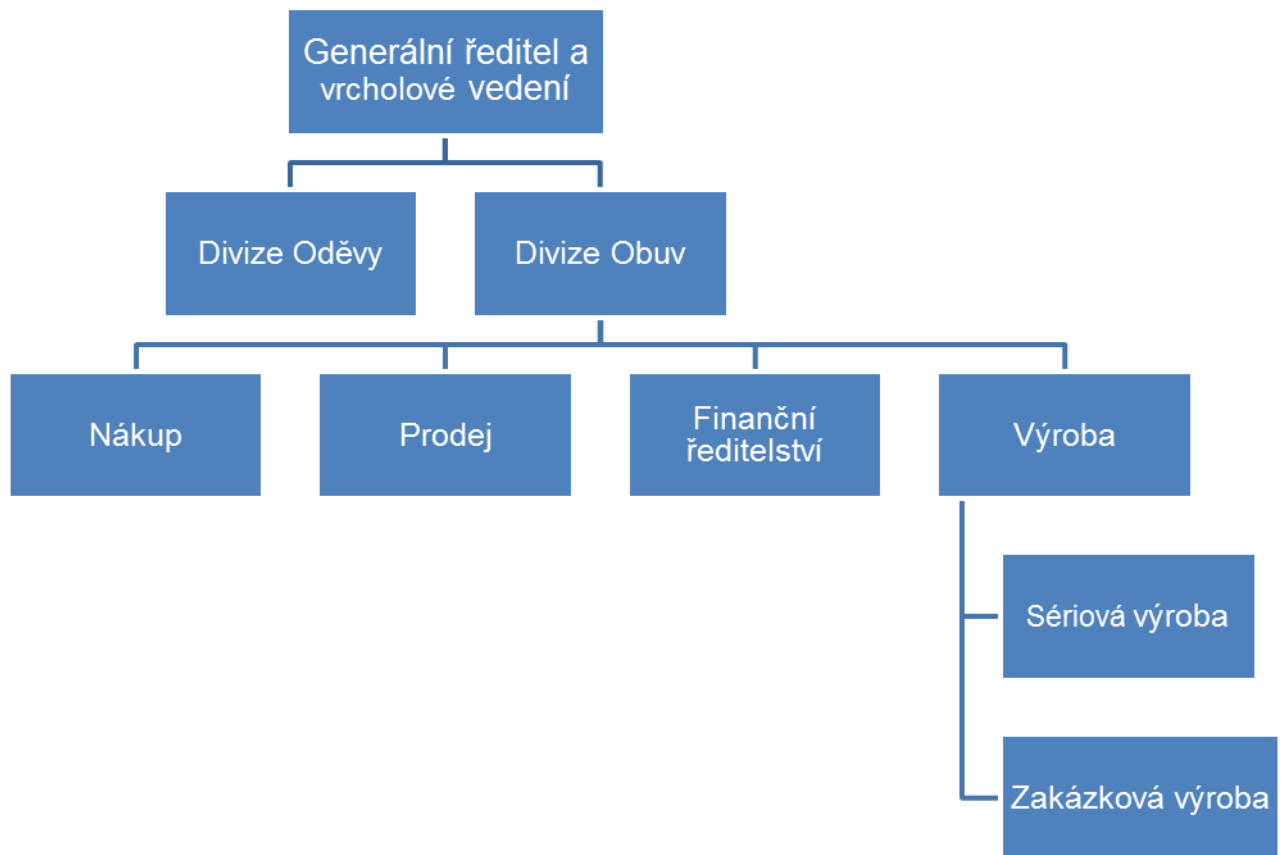 Generální ředitel a
vrcholové vedení
Divize Oděvy
Divize Obuv
Nákup
Prodej
Finanční
ředitelství
Výroba
Sériová výroba
Zakázková výroba